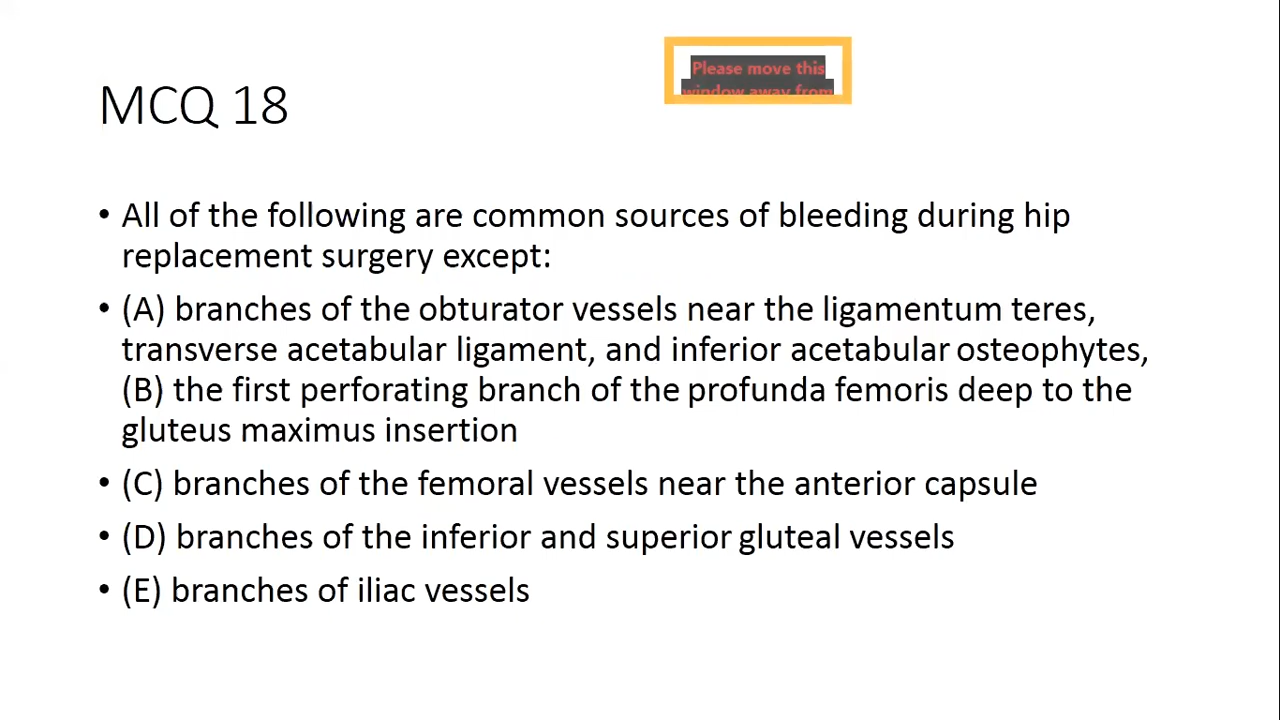 Please move this
window away from
MCQ 18
• All of the following are common sources of bleeding during hip
replacement surgery except:
• (A) branches of the obturator vessels near the ligamentum teres,
transverse acetabular ligament, and inferior acetabular osteophytes,
(B) the first perforating branch of the profunda femoris deep to the
gluteus maximus insertion
• (C) branches of the femoral vessels near the anterior capsule
• (D) branches of the inferior and superior gluteal vessels
• (E) branches of iliac vessels